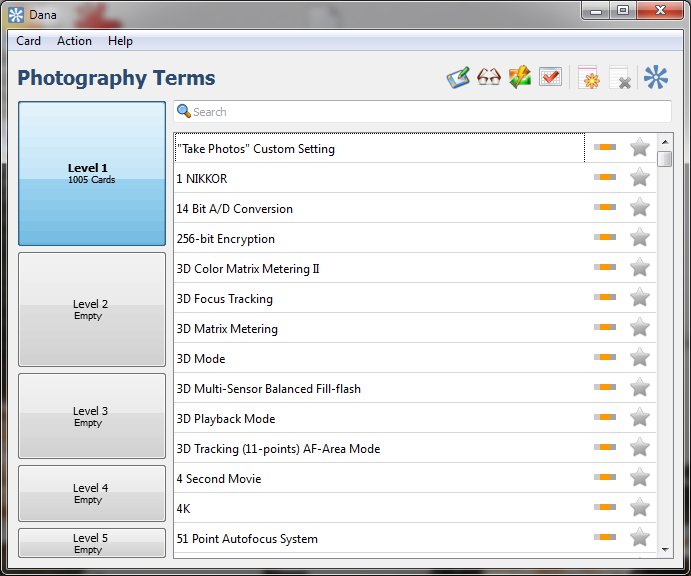 Dana
Card Action Help
Photography Terms
Search
Level 1
1005 Cards
Level 2
Empty
Level 3
Empty
Level 4
Empty
Level 5
Empty
"Take Photos" Custom Setting
1 NIKKOR
14 Bit A/D Conversion
256-bit Encryption
3D Color Matrix Metering II
3D Focus Tracking
3D Matrix Metering
3D Mode
3D Multi-Sensor Balanced Fill-flash
3D Playback Mode
3D Tracking (11-points) AF-Area Mode
4 Second Movie
4K
51 Point Autofocus System